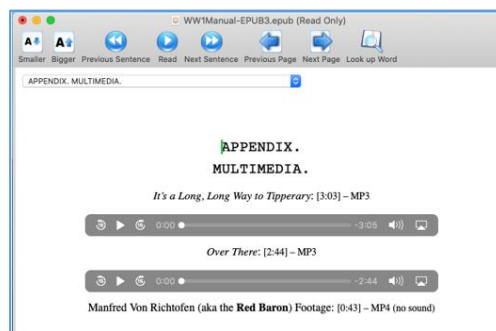 WW1Manual-EPUB3.epub (Read Only)
Smaller Bigger Previous Sentence Read Next Sentence Previous Page Next Page Look up Word
APPENDIX. MULTIMEDIA.
APPENDIX.
MULTIMEDIA.
It's a Long, Long Way to Tipperary: [3:03] – MP3
0:00 -3:05
Over There: [2:44] – MP3
0:00 -2:44
Manfred Von Richtofen (aka the Red Baron) Footage: [0:43] – MP4 (no sound)